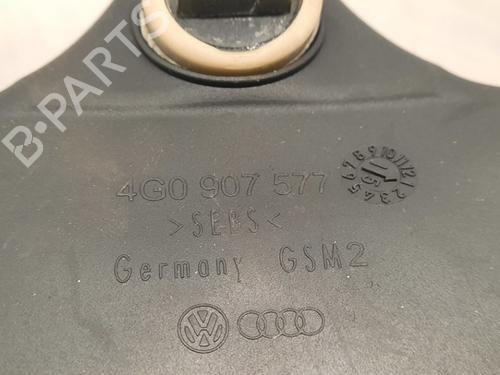 B-PARTS
4G0 907 577
>SEBS<
Germany GSM2